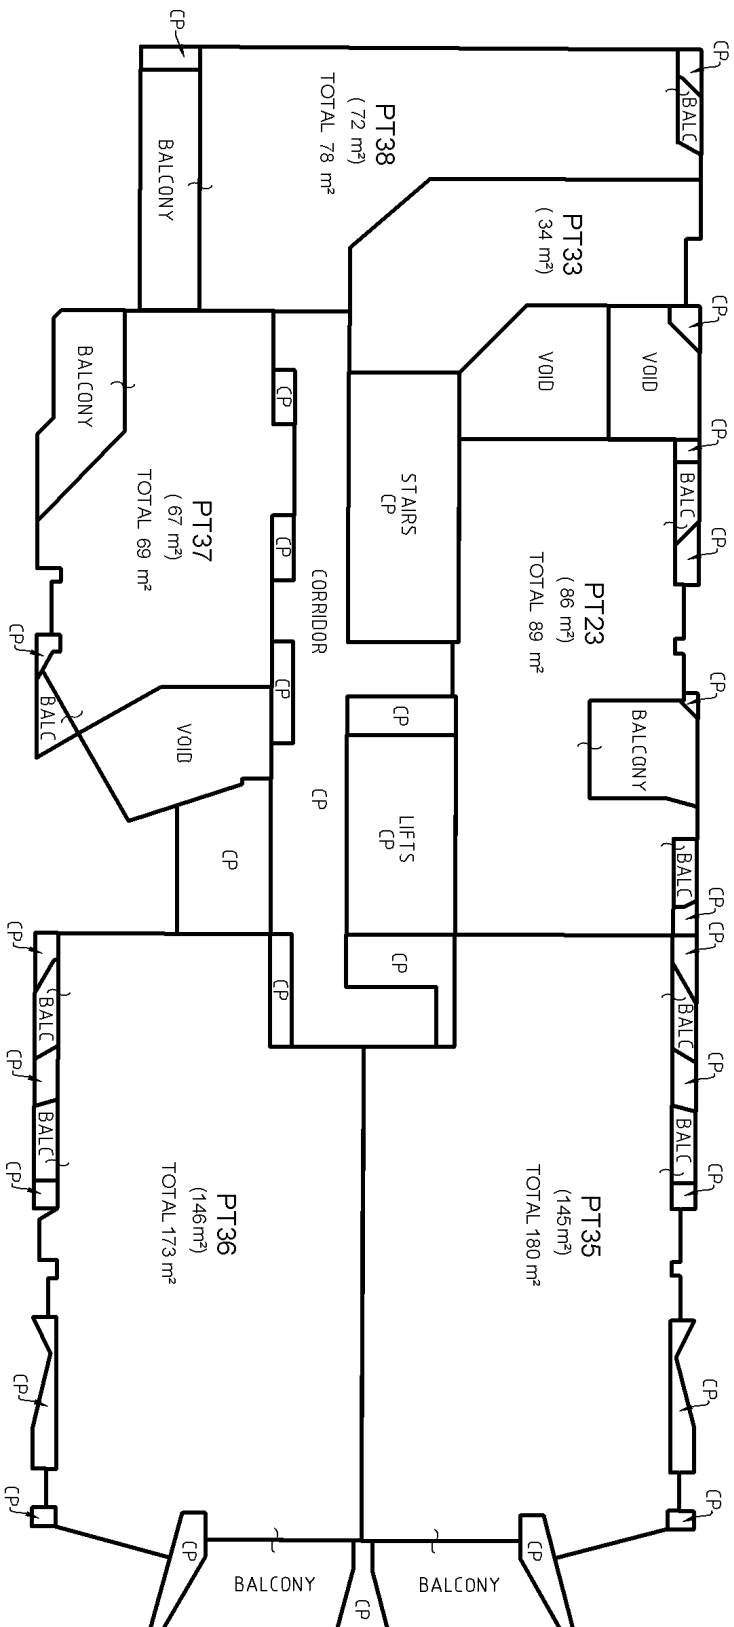 CP
CP
BALC
BALCONY
PT38
( 72 m²)
TOTAL 78 m²
PT33
( 34 m²)
CP
VOID
VOID
BALCONY
CP
CP
BALC
CP
STAIRS
CP
PT37
( 67 m²)
TOTAL 69 m²
CP
CORRIDOR
PT23
( 86 m²)
TOTAL 89 m²
CP
CP
CP
BALCONY
BALC
VOID
CP
CP
LIFTS
CP
CP
BALC
CP
CP
CP
CP
CP
BALC
BALC
CP
CP
BALC
BALC
CP
CP
PT36
(146m²)
TOTAL 173 m²
PT35
(145m²)
TOTAL 180 m²
CP
CP
CP
CP
CP
CP
BALCONY
BALCONY
CP